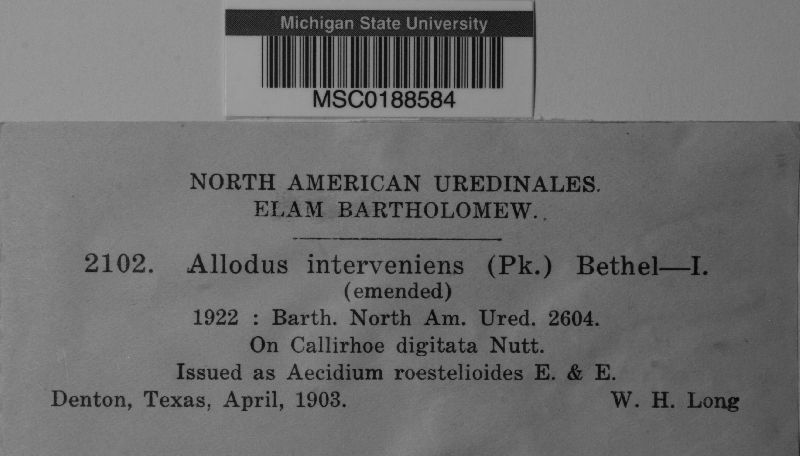 Michigan State University
MSC0188584
NORTH AMERICAN UREDINALES.
ELAM BARTHOLOMEW.
2102. Allodus interveniens (Pk.) Bethel—I.
(emended)
1922 : Barth. North Am. Ured. 2604.
On Callirhoe digitata Nutt.
Issued as Aecidium roestelioides E. & E.
Denton, Texas, April, 1903. W. H. Long